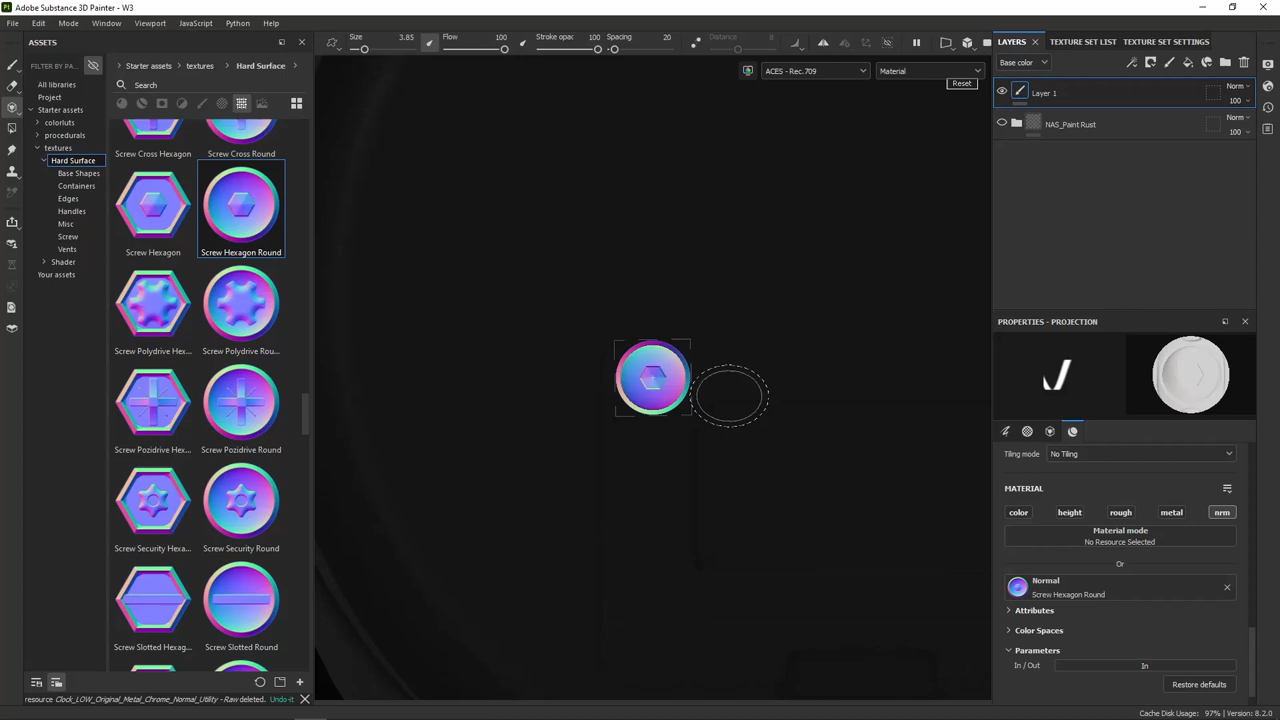 Adobe Substance 3D Painter - W3
File Edit Mode Window Viewport JavaScript Python Help
ASSETS
Size 3.85
Flow 100
Stroke opac 100
Spacing 20
Distance 8
LAYERS
TEXTURE SET LIST
TEXTURE SET SETTINGS
FILTER BY PA
Starter assets
textures
Hard Surface
Search
All libraries
Project
Starter assets
colorluts
procedurals
textures
Hard Surface
Base Shapes
Containers
Edges
Handles
Misc
Screw
Vents
Shader
Your assets
Screw Cross Hexagon
Screw Cross Round
Screw Hexagon
Screw Hexagon Round
Screw Polydrive Hex...
Screw Polydrive Rou...
Screw Pozidrive Hex...
Screw Pozidrive Round
Screw Security Hexa...
Screw Security Round
Screw Slotted Hexag...
Screw Slotted Round
resource Clock_LOW_Original_Metal_Chrome_Normal_Utility - Raw deleted. Undo-it
ACES - Rec.709
Material
Reset
Base color
Layer 1
Norm
100
NAS_Paint Rust
Norm
100
PROPERTIES - PROJECTION
Tiling mode No Tiling
MATERIAL
color height rough metal nrm
Material mode
No Resource Selected
Or
Normal
Screw Hexagon Round
Attributes
Color Spaces
Parameters
In / Out In
Restore defaults
Cache Disk Usage: 97% | Version: 8.2.0